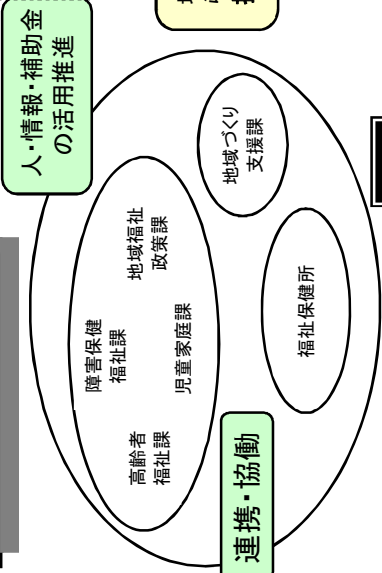 人・情報・補助金
の活用推進
障害保健
福祉課
地域福祉
政策課
高齢者
福祉課
児童家庭課
地域づくり
支援課
福祉保健所
連携・協働